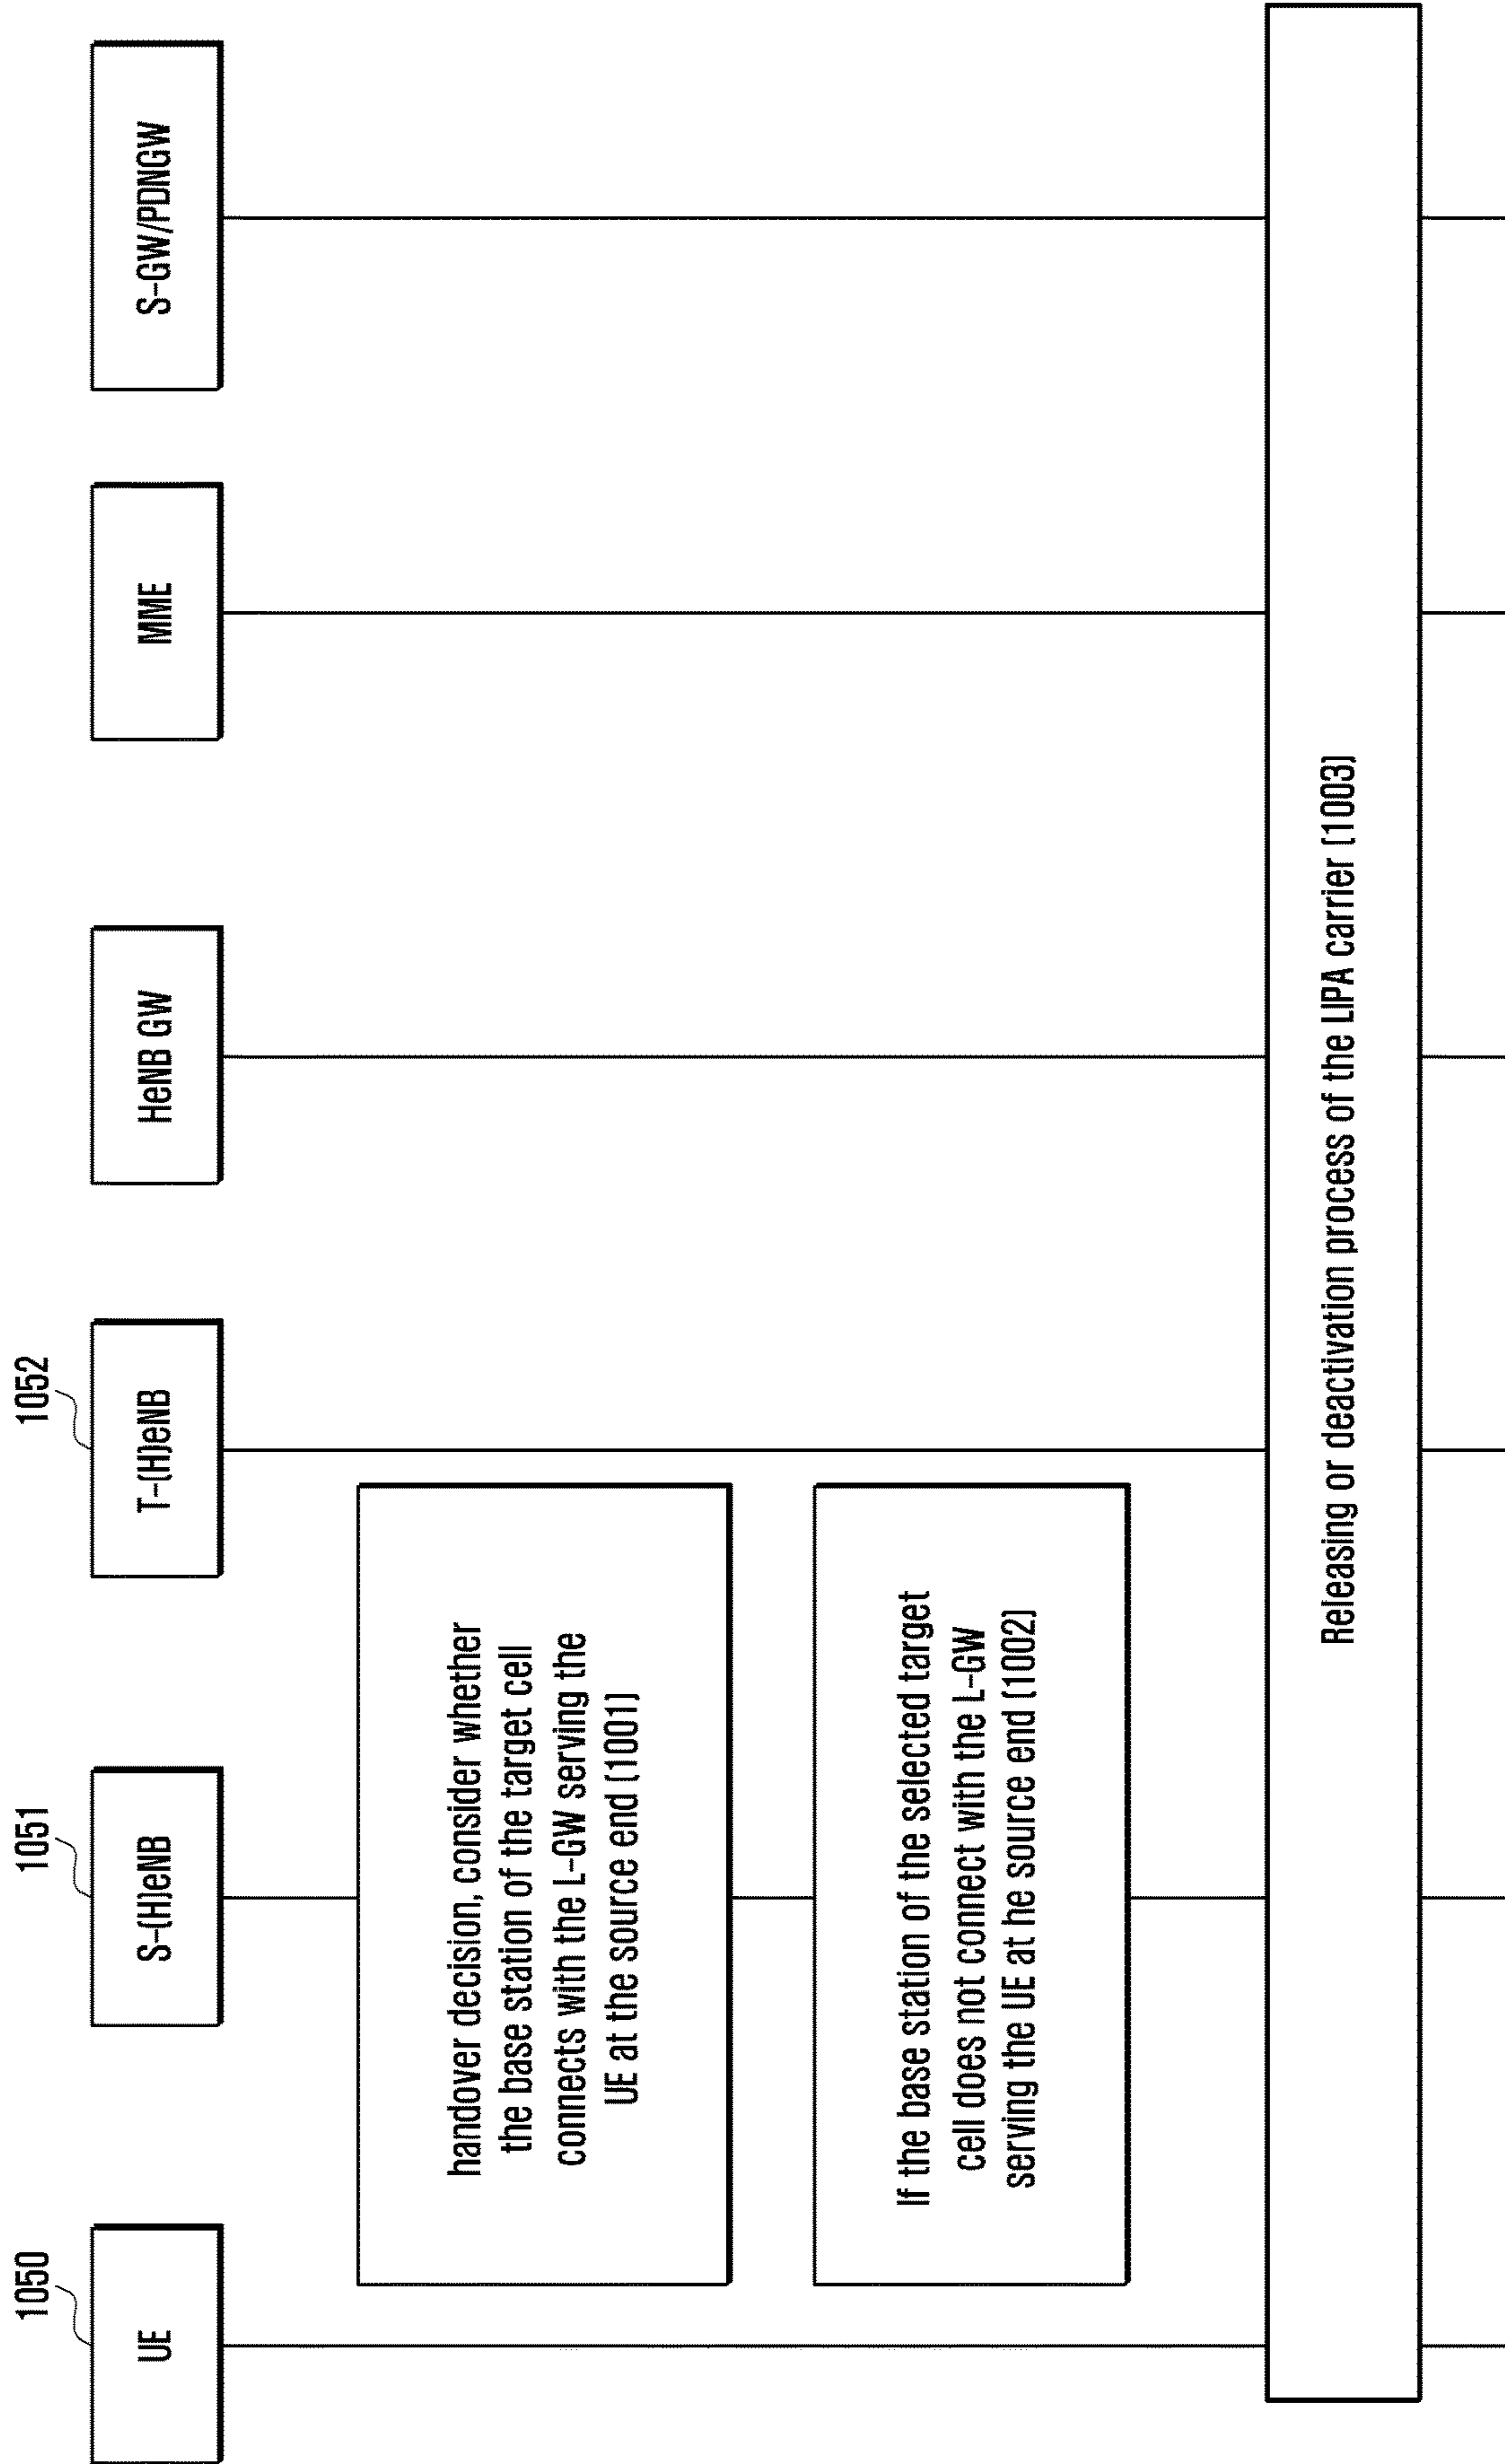 1050
1051
1052
UE
S-(H)eNB
T-(H)eNB
HeNB GW
MME
S-GW/PDNGW
handover decision, consider whether
the base station of the target cell
connects with the L-GW serving the
UE at the source end (1001)
If the base station of the selected target
cell does not connect with the L-GW
serving the UE at he source end (1002)
Releasing or deactivation process of the LIPA carrier (1003)